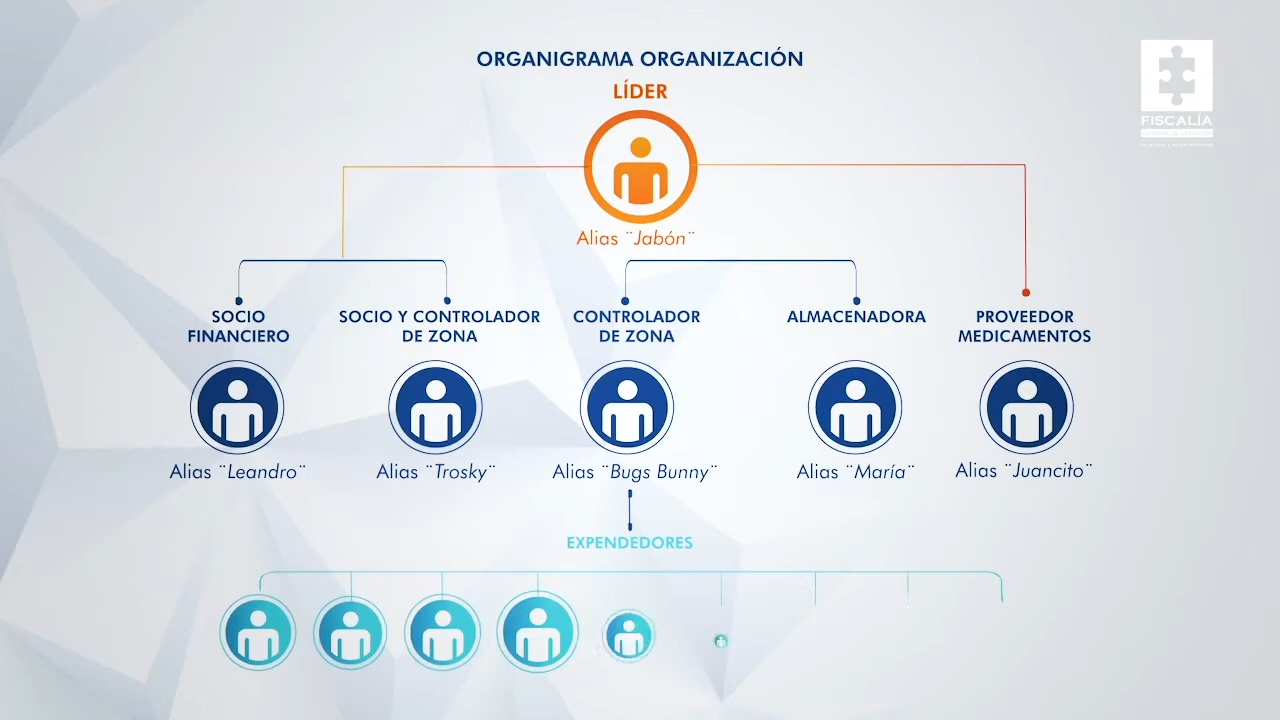 ORGANIGRAMA ORGANIZACIÓN
LÍDER
FISCALÍA
Alias ¨Jabón¨
SOCIO
FINANCIERO
SOCIO Y CONTROLADOR
DE ZONA
CONTROLADOR
DE ZONA
ALMACENADORA
PROVEEDOR
MEDICAMENTOS
Alias ¨Leandro¨
Alias ¨Trosky¨
Alias ¨Bugs Bunny¨
Alias ¨María¨
Alias ¨Juancito¨
EXPENDEDORES